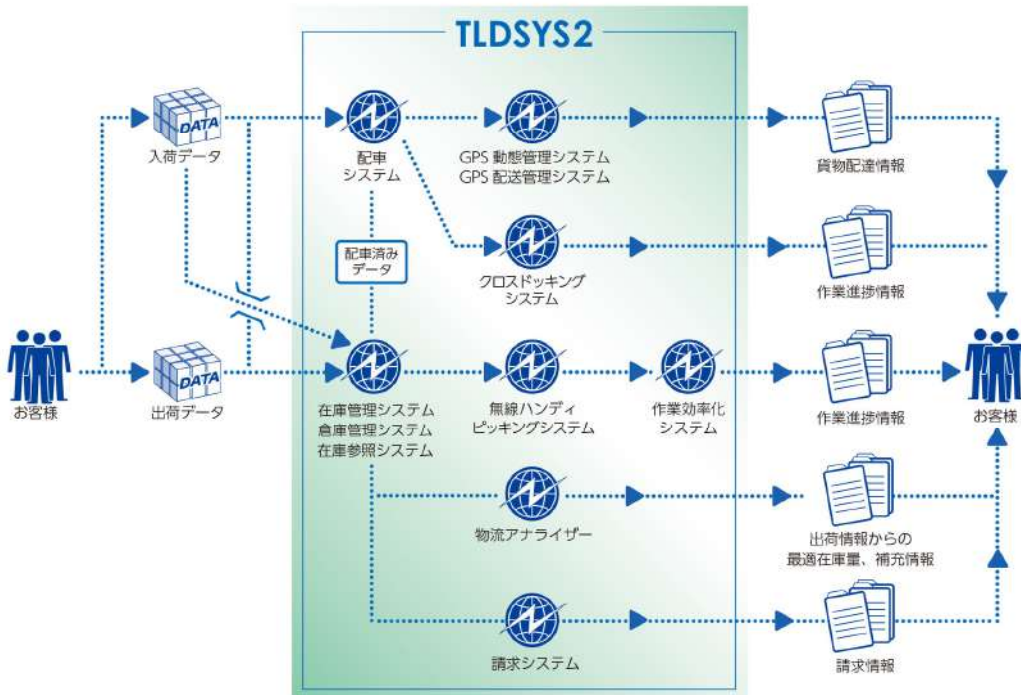 TLDSYS2
DATA
入荷データ
配車
システム
GPS 動態管理システム
GPS 配送管理システム
貨物配達情報
配車済み
データ
クロスドッキング
システム
作業進捗情報
お客様
DATA
出荷データ
在庫管理システム
倉庫管理システム
在庫参照システム
無線ハンディ
ピッキングシステム
作業効率化
システム
作業進捗情報
お客様
物流アナライザー
出荷情報からの
最適在庫量、補充情報
請求システム
請求情報